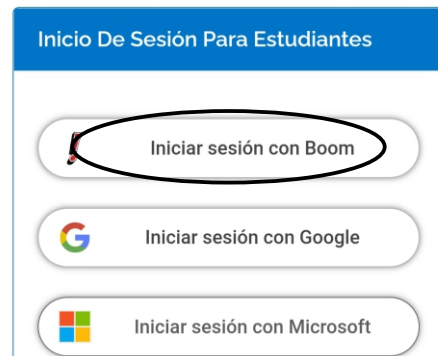 Inicio De Sesión Para Estudiantes
Iniciar sesión con Boom
Iniciar sesión con Google
Iniciar sesión con Microsoft